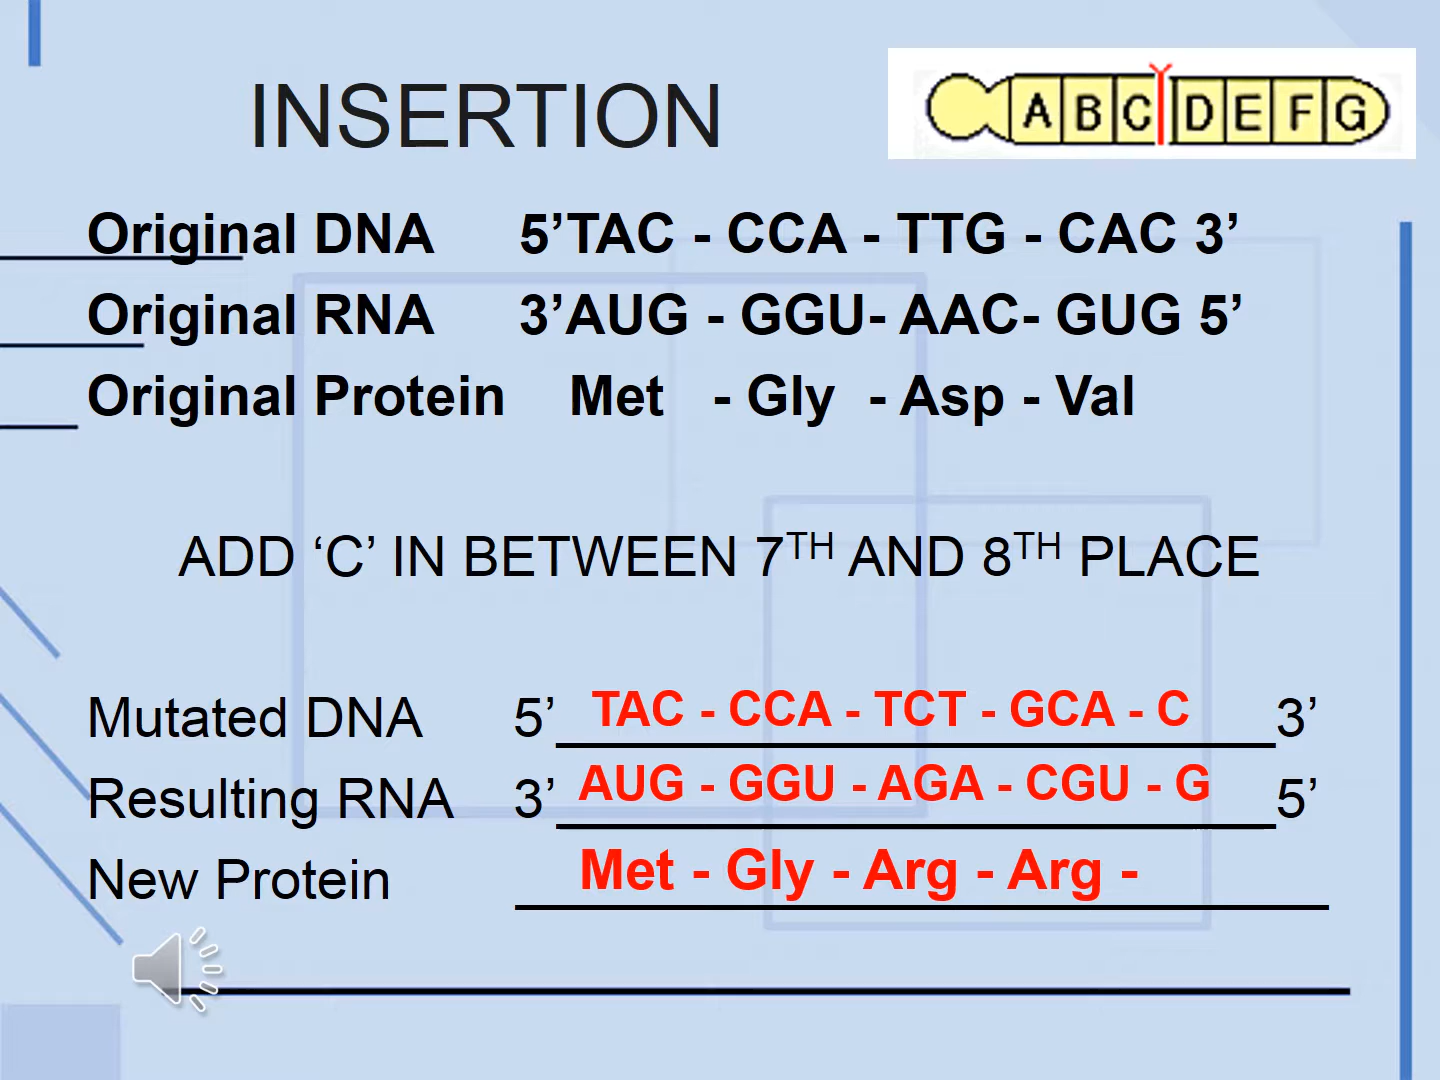 INSERTION
A B C D E F G
Original DNA 5’TAC - CCA - TTG - CAC 3’
Original RNA 3’AUG - GGU- AAC- GUG 5’
Original Protein Met - Gly - Asp - Val
ADD ‘C’ IN BETWEEN 7TH AND 8TH PLACE
Mutated DNA 5’ TAC - CCA - TCT - GCA - C 3’
Resulting RNA 3’ AUG - GGU - AGA - CGU - G 5’
New Protein Met - Gly - Arg - Arg -